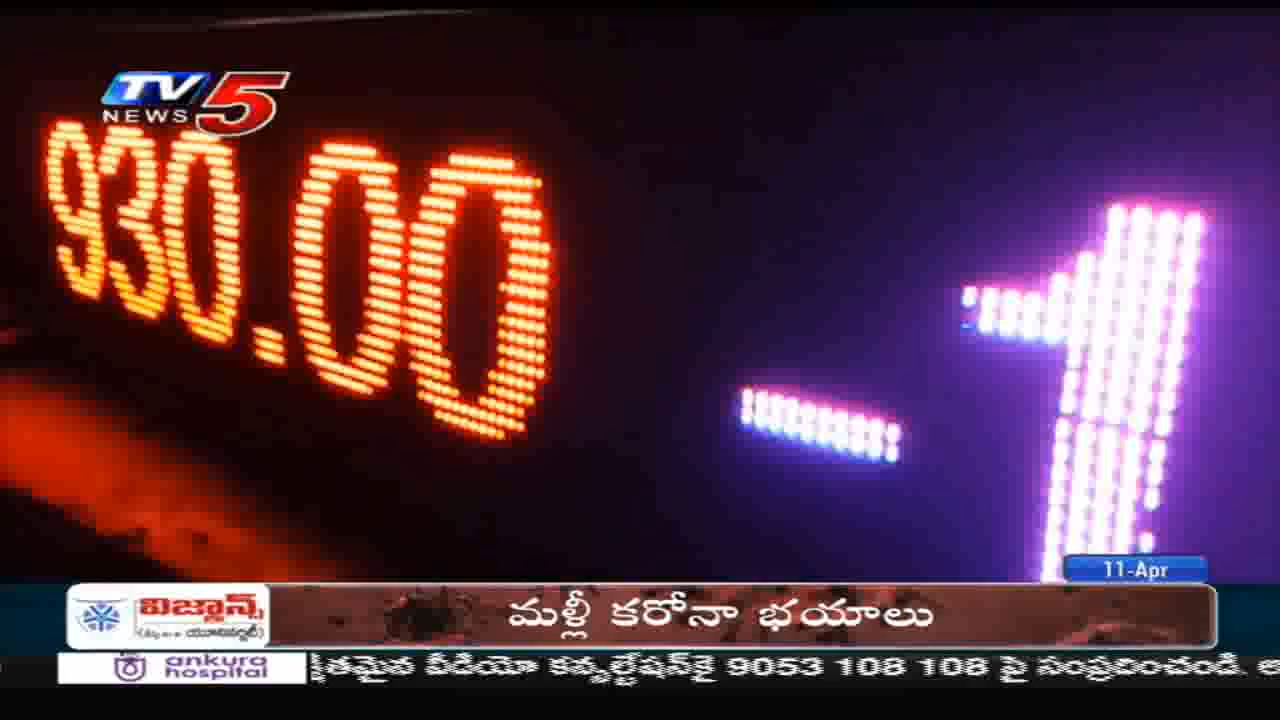 TV5
NEWS
930.00
-1
11-Apr
విజ్ఞాన్స్
మళ్లీ కరోనా భయాలు
ankura
hospital
వీడియో కన్సల్టేషన్‌కై 9053 108 108 పై సంప్రదించండి.